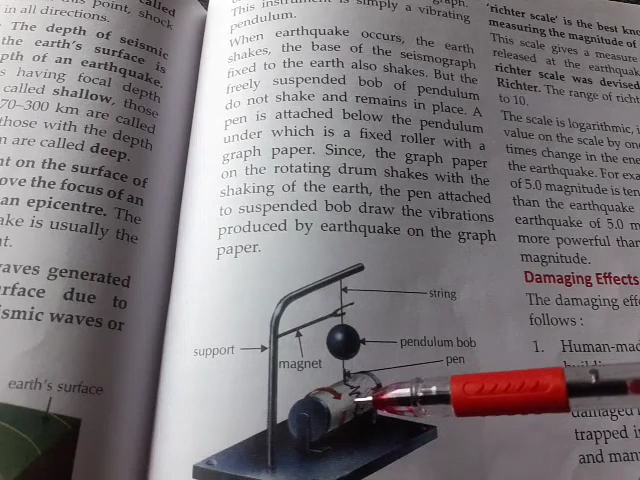 called
this point, shock
in all directions.
The depth of seismic
the earth's surface is
depth of an earthquake.
s having focal depth
called shallow, those
70–300 km are called
those with the depth
are called deep.
nt on the surface of
ove the focus of an
an epicentre. The
ake is usually the
waves generated
rface due to
ismic waves or
earth's surface
This instrument is simply a vibrating
pendulum.
When earthquake occurs, the earth
shakes, the base of the seismograph
fixed to the earth also shakes. But the
freely suspended bob of pendulum
do not shake and remains in place. A
pen is attached below the pendulum
under which is a fixed roller with a
graph paper. Since, the graph paper
on the rotating drum shakes with the
shaking of the earth, the pen attached
to suspended bob draw the vibrations
produced by earthquake on the graph
paper.
string
pendulum bob
support
magnet
pen
'richter scale' is the best kno
measuring the magnitude of
This scale gives a measure
released at the earthquak
richter scale was devised
Richter. The range of rich
to 10.
The scale is logarithmic,
value on the scale by one
times change in the ene
the earthquake. For exa
of 5.0 magnitude is ten
than the earthquake
earthquake of 5.0 m
more powerful than
magnitude.
Damaging Effects
The damaging effe
follows :
1. Human-mad
damaged
trapped i
and man